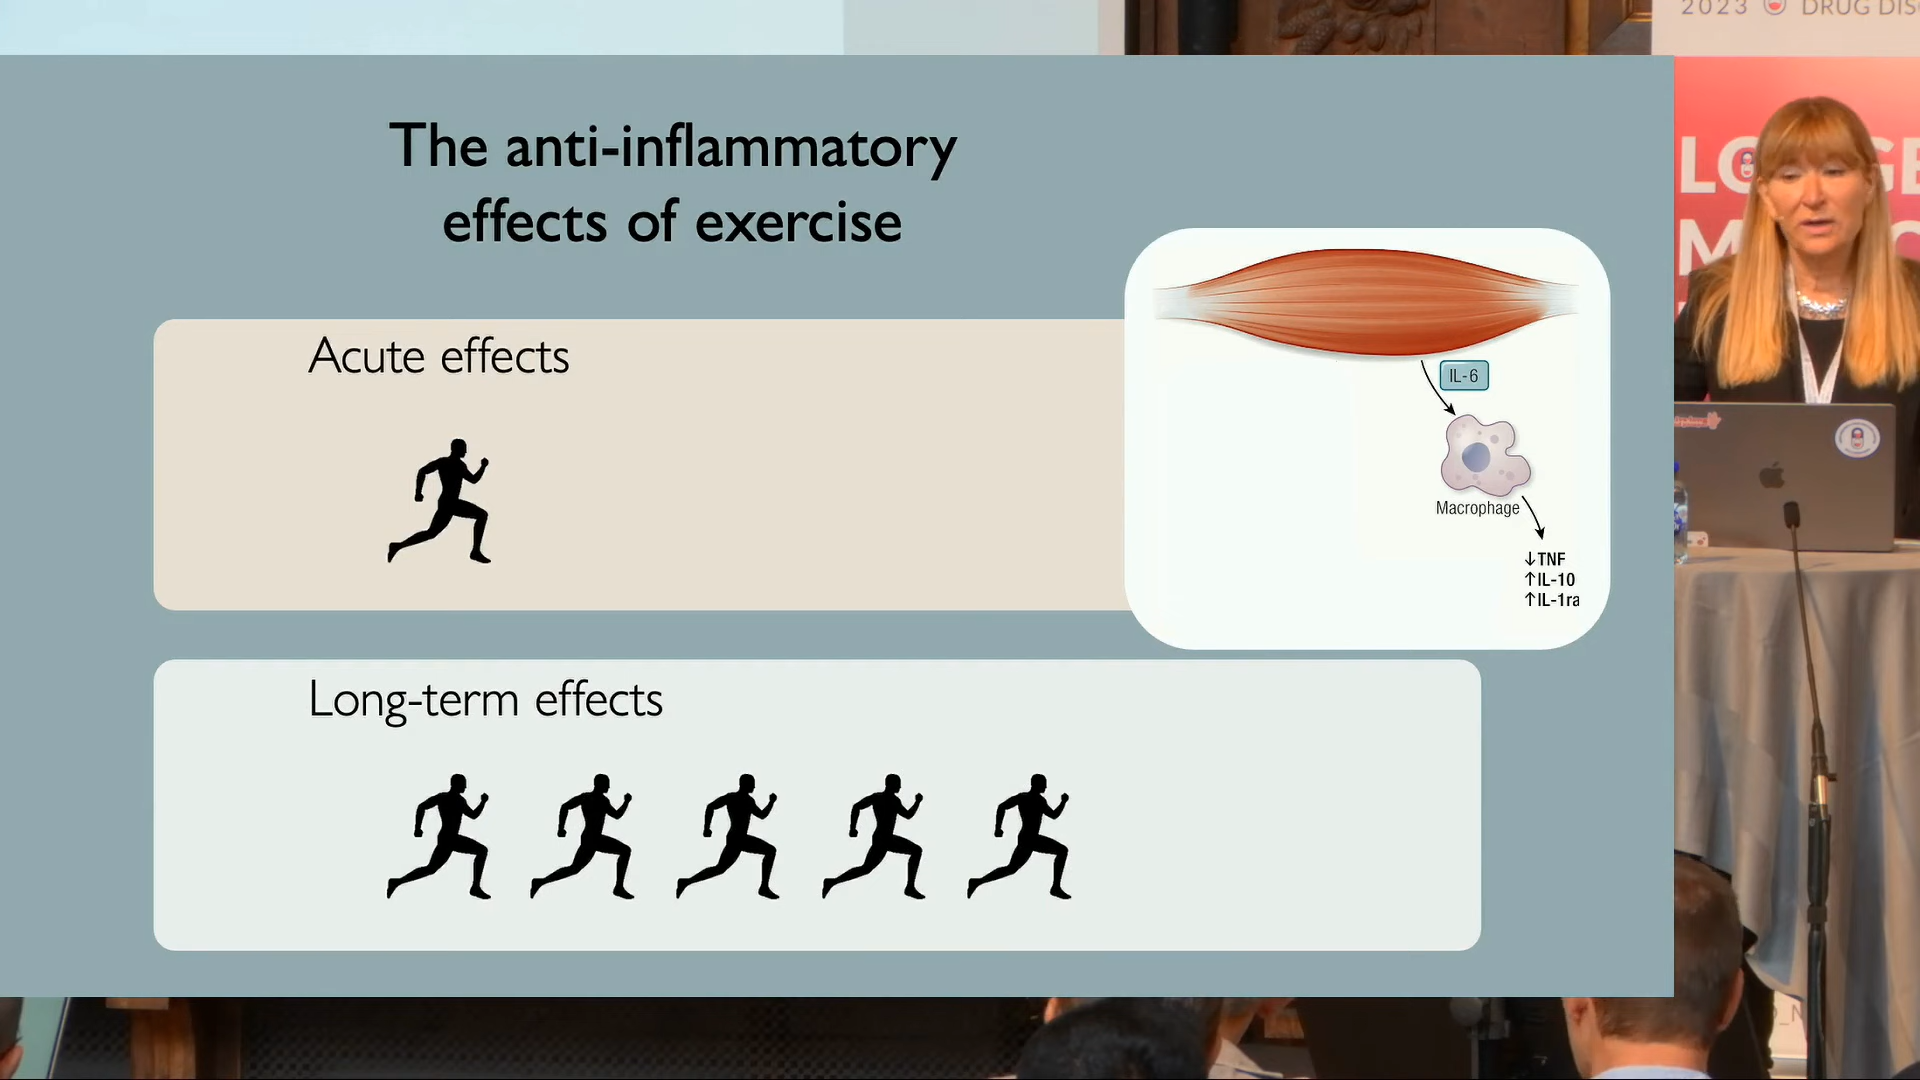 2023 DRUG DIS
The anti-inflammatory
effects of exercise
Acute effects
IL-6
Macrophage
↓TNF
↑IL-10
↑IL-1ra
Long-term effects